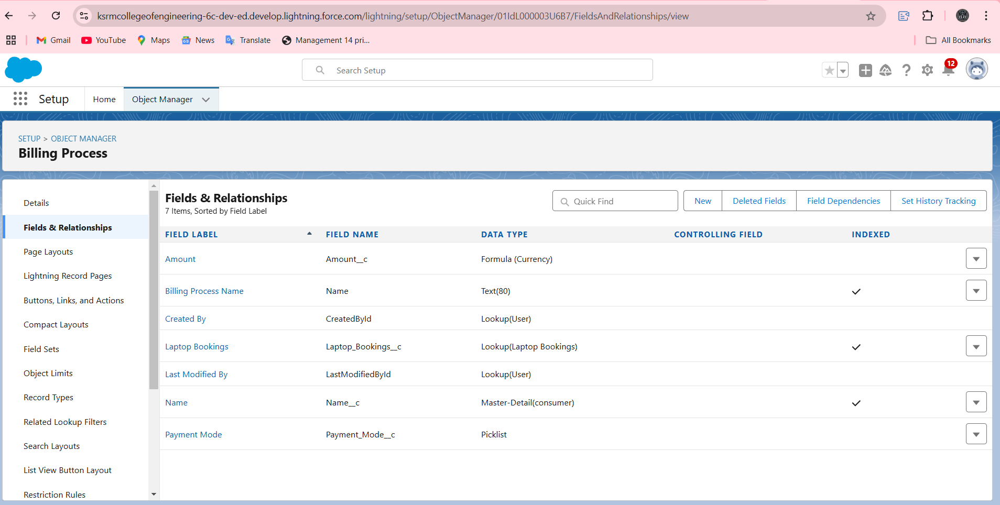 ksrmcollegeofengineering-6c-dev-ed.develop.lightning.force.com/lightning/setup/ObjectManager/01IdL000003U6B7/FieldsAndRelationships/view
Gmail YouTube Maps News Translate Management 14 pri... All Bookmarks
Search Setup
12
Setup Home Object Manager
SETUP > OBJECT MANAGER
Billing Process
Details
Fields & Relationships
Page Layouts
Lightning Record Pages
Buttons, Links, and Actions
Compact Layouts
Field Sets
Object Limits
Record Types
Related Lookup Filters
Search Layouts
List View Button Layout
Restriction Rules
Fields & Relationships
7 Items, Sorted by Field Label
Quick Find New Deleted Fields Field Dependencies Set History Tracking
FIELD LABEL FIELD NAME DATA TYPE CONTROLLING FIELD INDEXED
Amount Amount__c Formula (Currency)
Billing Process Name Name Text(80)
Created By CreatedById Lookup(User)
Laptop Bookings Laptop_Bookings__c Lookup(Laptop Bookings)
Last Modified By LastModifiedById Lookup(User)
Name Name__c Master-Detail(consumer)
Payment Mode Payment_Mode__c Picklist